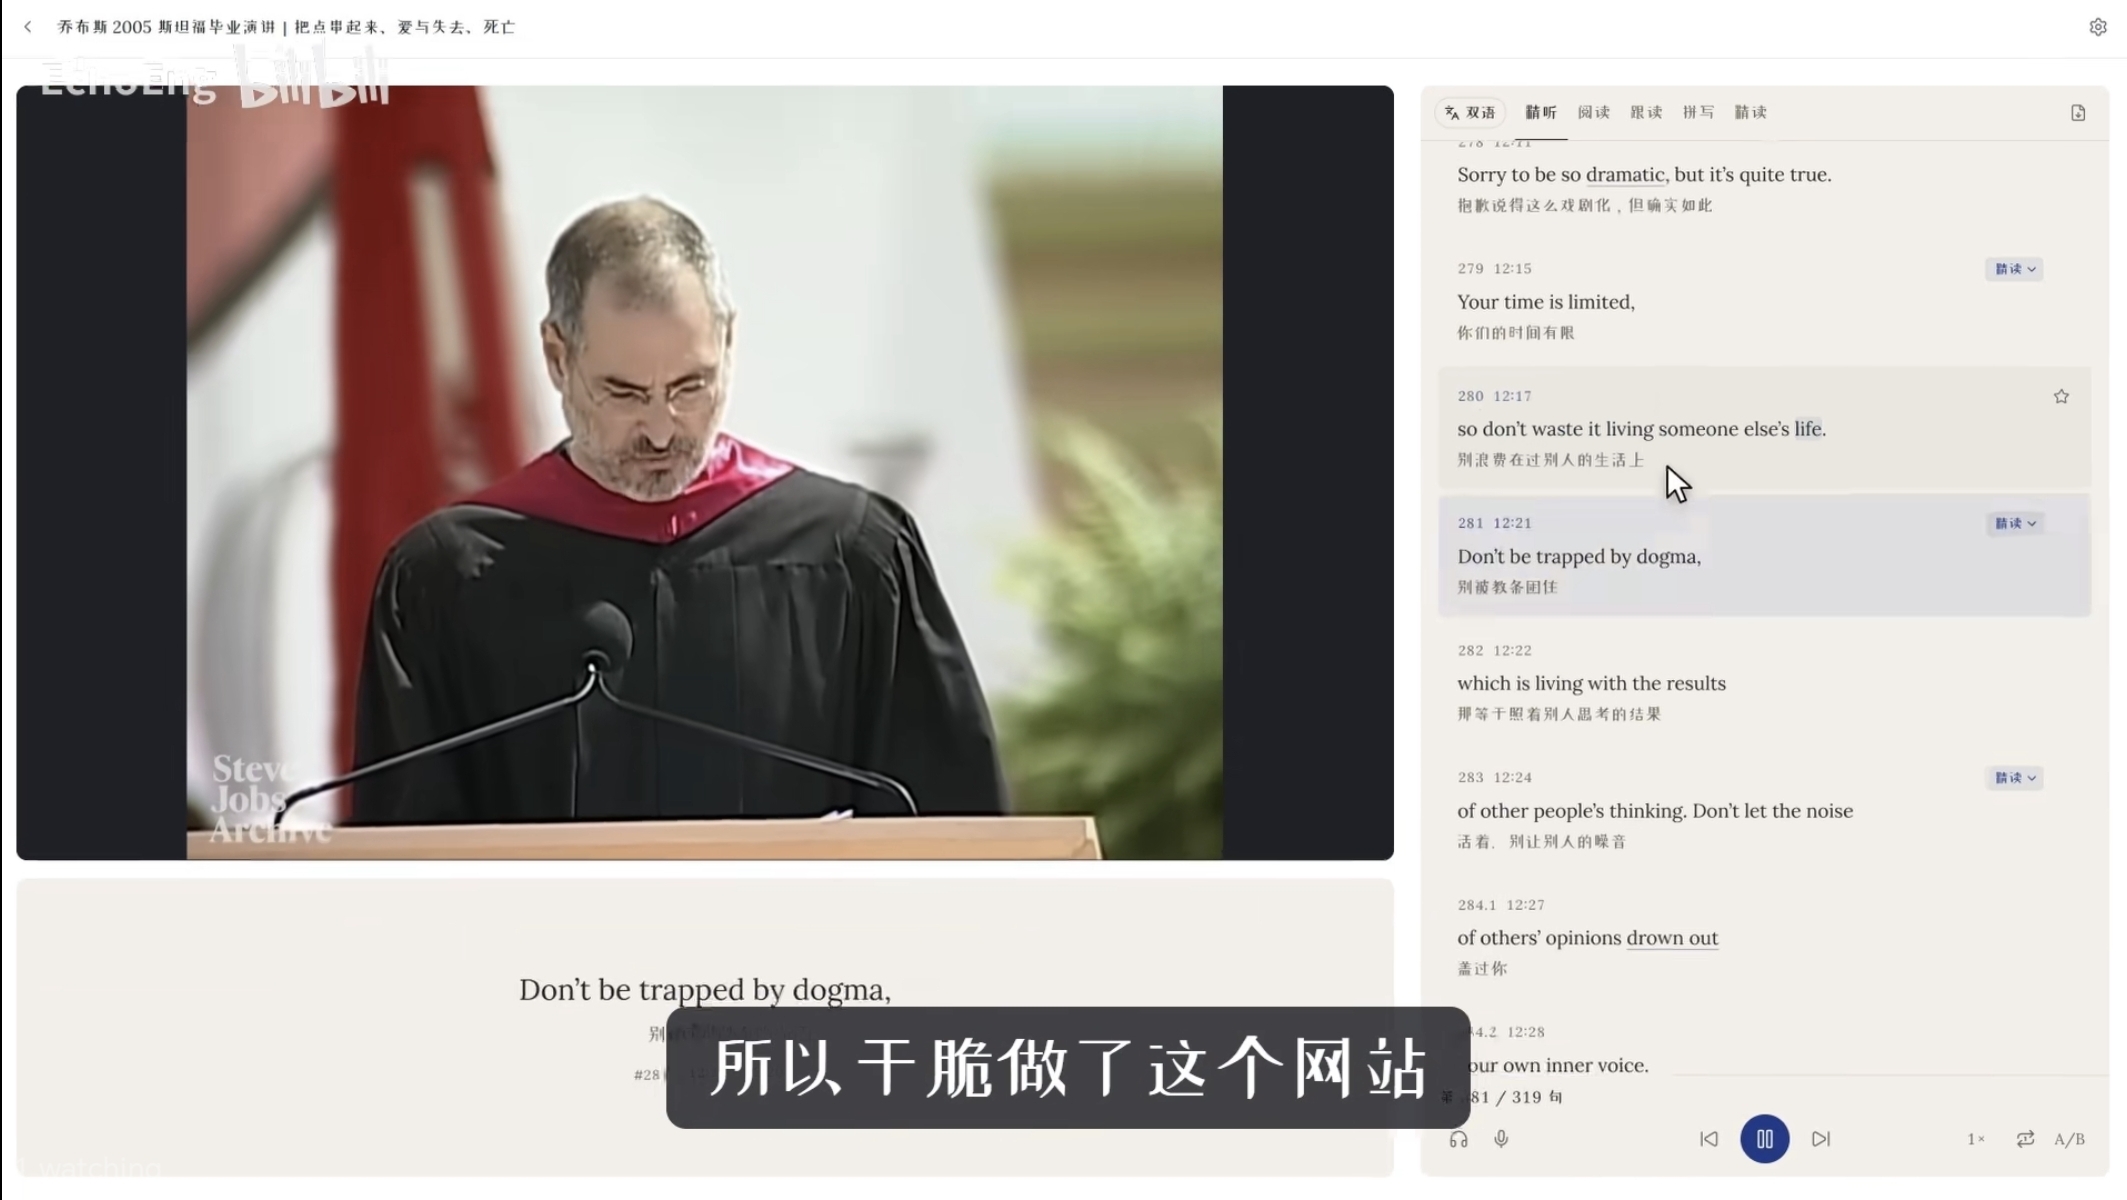 乔布斯 2005 斯坦福毕业演讲 | 把点串起来、爱与失去、死亡
EchoEng bilibili
双语 精听 阅读 跟读 拼写 精读
278 12:11
Sorry to be so dramatic, but it's quite true.
抱歉说得这么戏剧化，但确实如此
279 12:15 精读
Your time is limited,
你们的时间有限
280 12:17
so don't waste it living someone else's life.
别浪费在过别人的生活上
281 12:21 精读
Don't be trapped by dogma,
别被教条困住
282 12:22
which is living with the results
那等于照着别人思考的结果
283 12:24 精读
of other people's thinking. Don't let the noise
活着．别让别人的噪音
284.1 12:27
of others' opinions drown out
盖过你
4.2 12:28
our own inner voice.
第 81 / 319 句
1× A/B
Steve
Jobs
Archive
Don't be trapped by dogma,
别
#28
所以干脆做了这个网站
watching